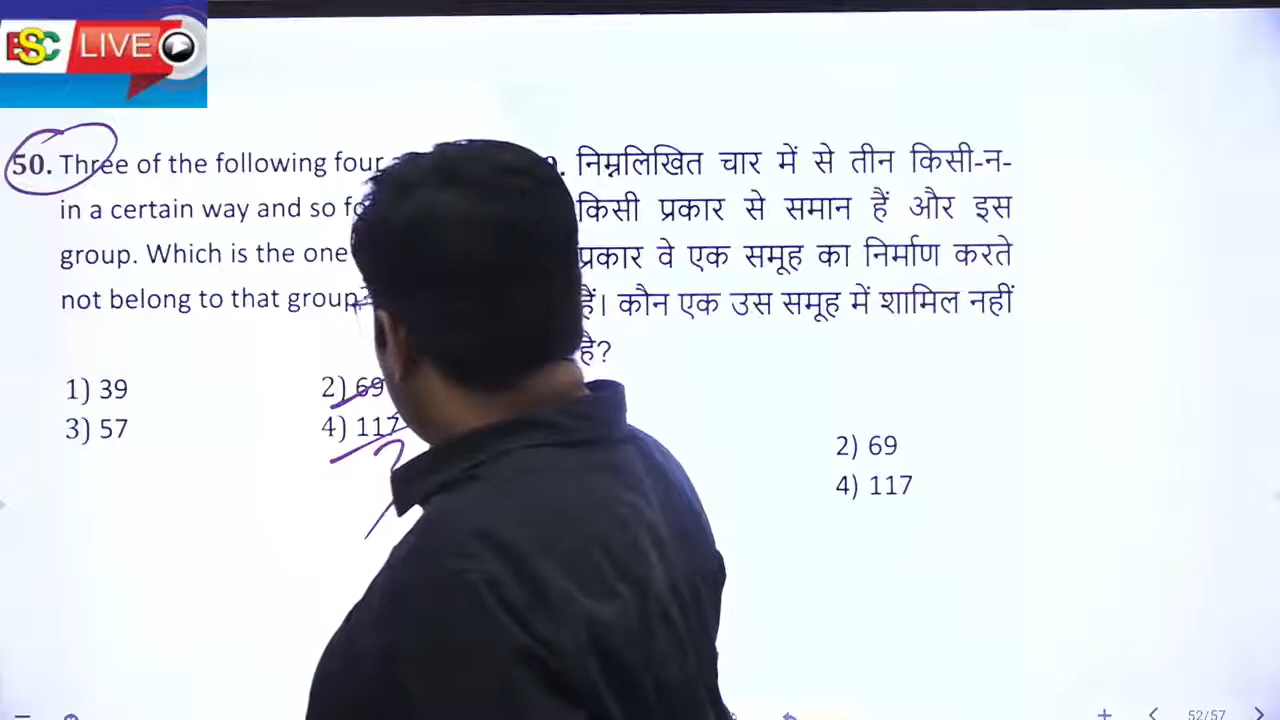 BSC LIVE
50. Three of the following four
in a certain way and so
group. Which is the one
not belong to that group
1) 39
2) 69
3) 57
4) 117
निम्नलिखित चार में से तीन किसी-न-
किसी प्रकार से समान हैं और इस
प्रकार वे एक समूह का निर्माण करते
हैं। कौन एक उस समूह में शामिल नहीं
है?
2) 69
4) 117
52/57